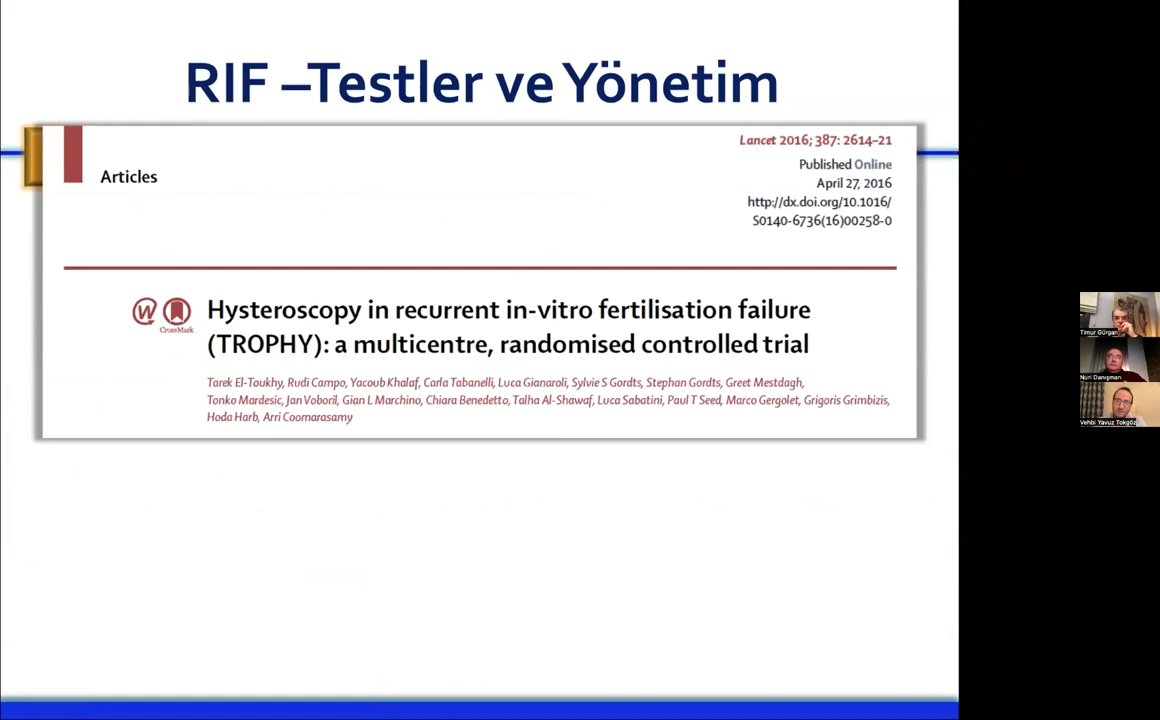 RIF –Testler ve Yönetim
Lancet 2016; 387: 2614–21
Published Online
April 27, 2016
http://dx.doi.org/10.1016/
S0140-6736(16)00258-0
Articles
W
CrossMark
Hysteroscopy in recurrent in-vitro fertilisation failure
(TROPHY): a multicentre, randomised controlled trial
Tarek El-Toukhy, Rudi Campo, Yacoub Khalaf, Carla Tabanelli, Luca Gianaroli, Sylvie S Gordts, Stephan Gordts, Greet Mestdagh,
Tonko Mardesic, Jan Voboril, Gian L Marchino, Chiara Benedetto, Talha Al-Shawaf, Luca Sabatini, Paul T Seed, Marco Gergolet, Grigoris Grimbizis,
Hoda Harb, Arri Coomarasamy
Timur Gürgan
Nuri Danışman
Vehbi Yavuz Tokgöz